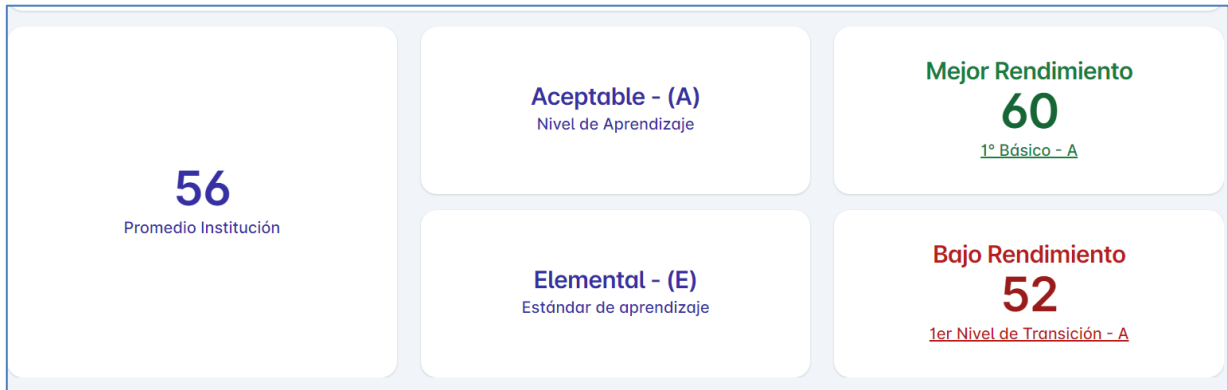 56
Promedio Institución
Aceptable - (A)
Nivel de Aprendizaje
Elemental - (E)
Estándar de aprendizaje
Mejor Rendimiento
60
1° Básico - A
Bajo Rendimiento
52
1er Nivel de Transición - A